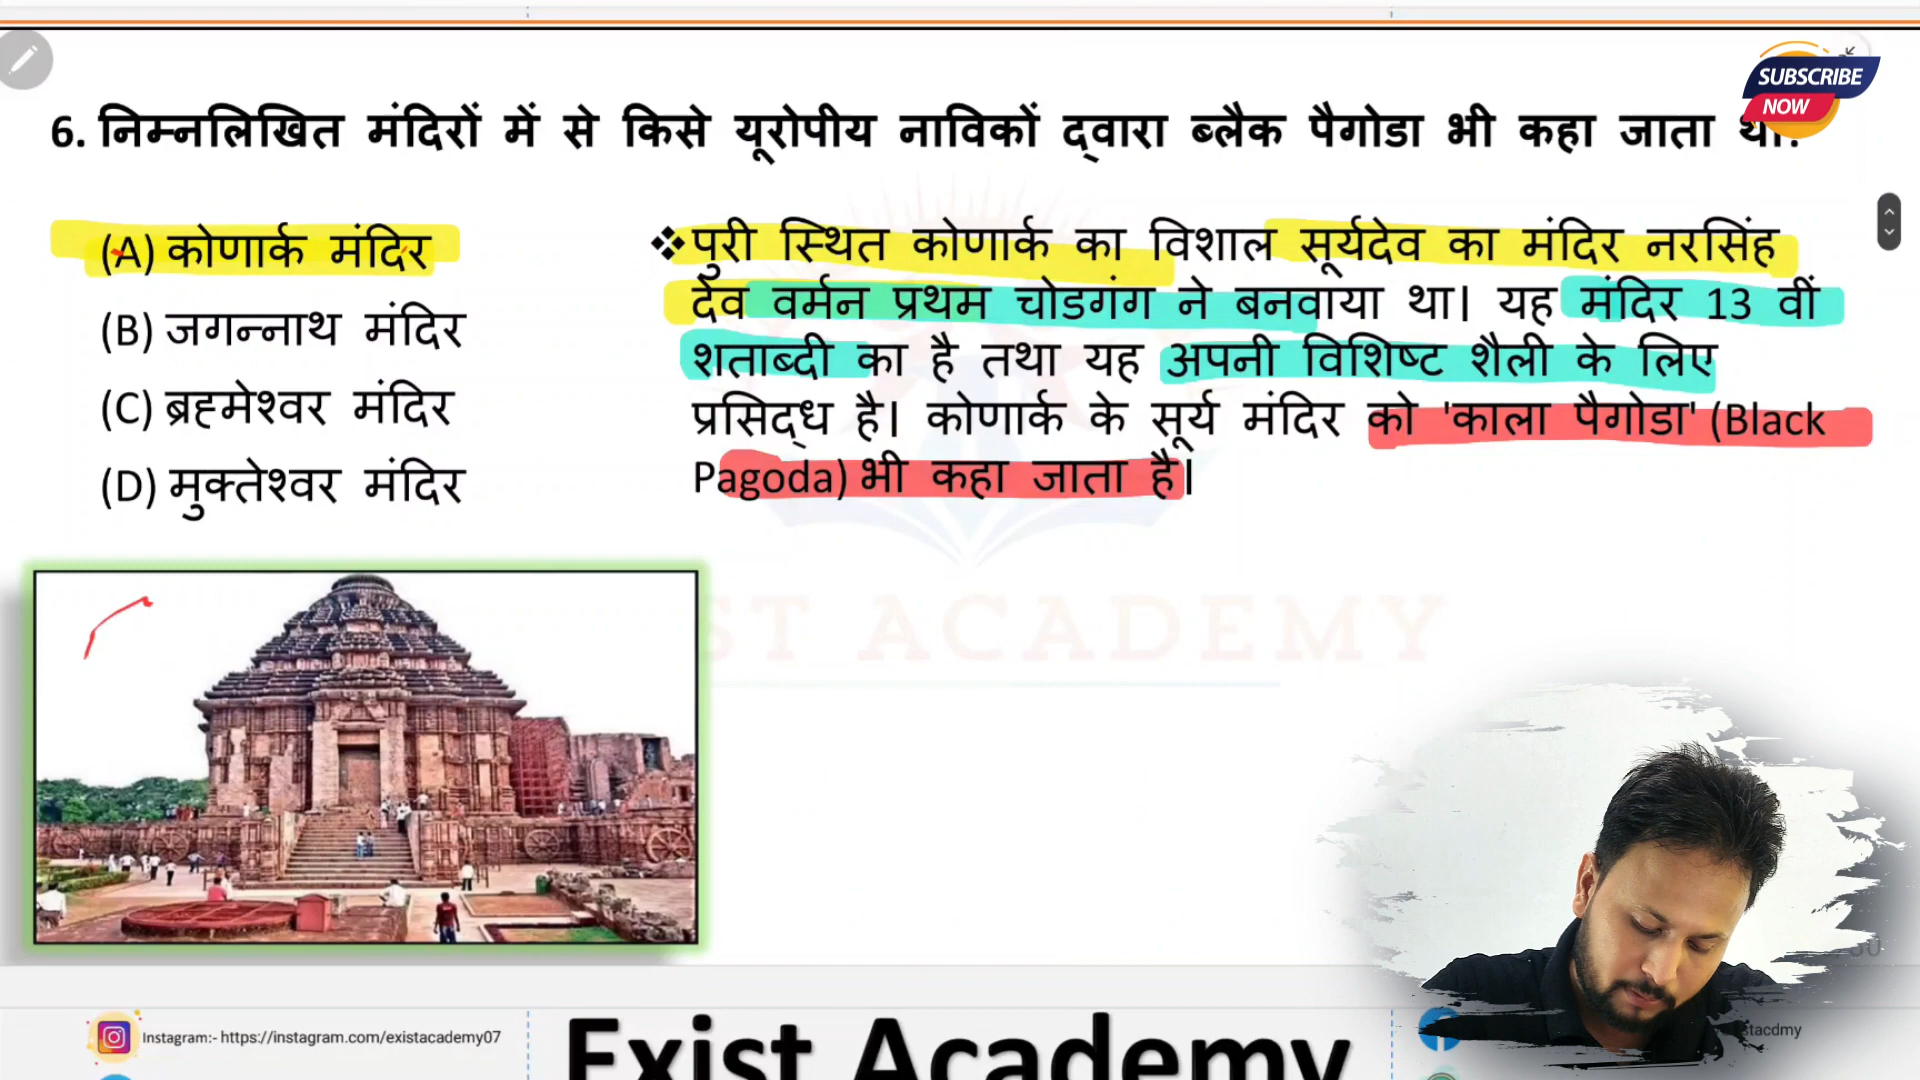 SUBSCRIBE
NOW
6. निम्नलिखित मंदिरों में से किसे यूरोपीय नाविकों द्वारा ब्लैक पैगोडा भी कहा जाता
(A) कोणार्क मंदिर
(B) जगन्नाथ मंदिर
(C) ब्रह्मेश्वर मंदिर
(D) मुक्तेश्वर मंदिर
❖पुरी स्थित कोणार्क का विशाल सूर्यदेव का मंदिर नरसिंह
देव वर्मन प्रथम चोडगंग ने बनवाया था। यह मंदिर 13 वीं
शताब्दी का है तथा यह अपनी विशिष्ट शैली के लिए
प्रसिद्ध है। कोणार्क के सूर्य मंदिर को 'काला पैगोडा' (Black
Pagoda) भी कहा जाता है।
ST ACADEMY
Instagram:- https://instagram.com/existacademy07
Exist Academy